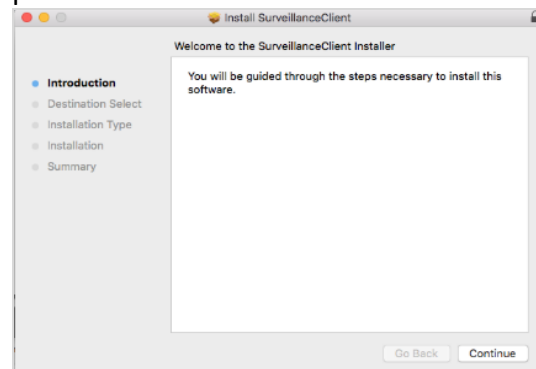 Install SurveillanceClient
Welcome to the SurveillanceClient Installer
Introduction
Destination Select
Installation Type
Installation
Summary
You will be guided through the steps necessary to install this
software.
Go Back
Continue